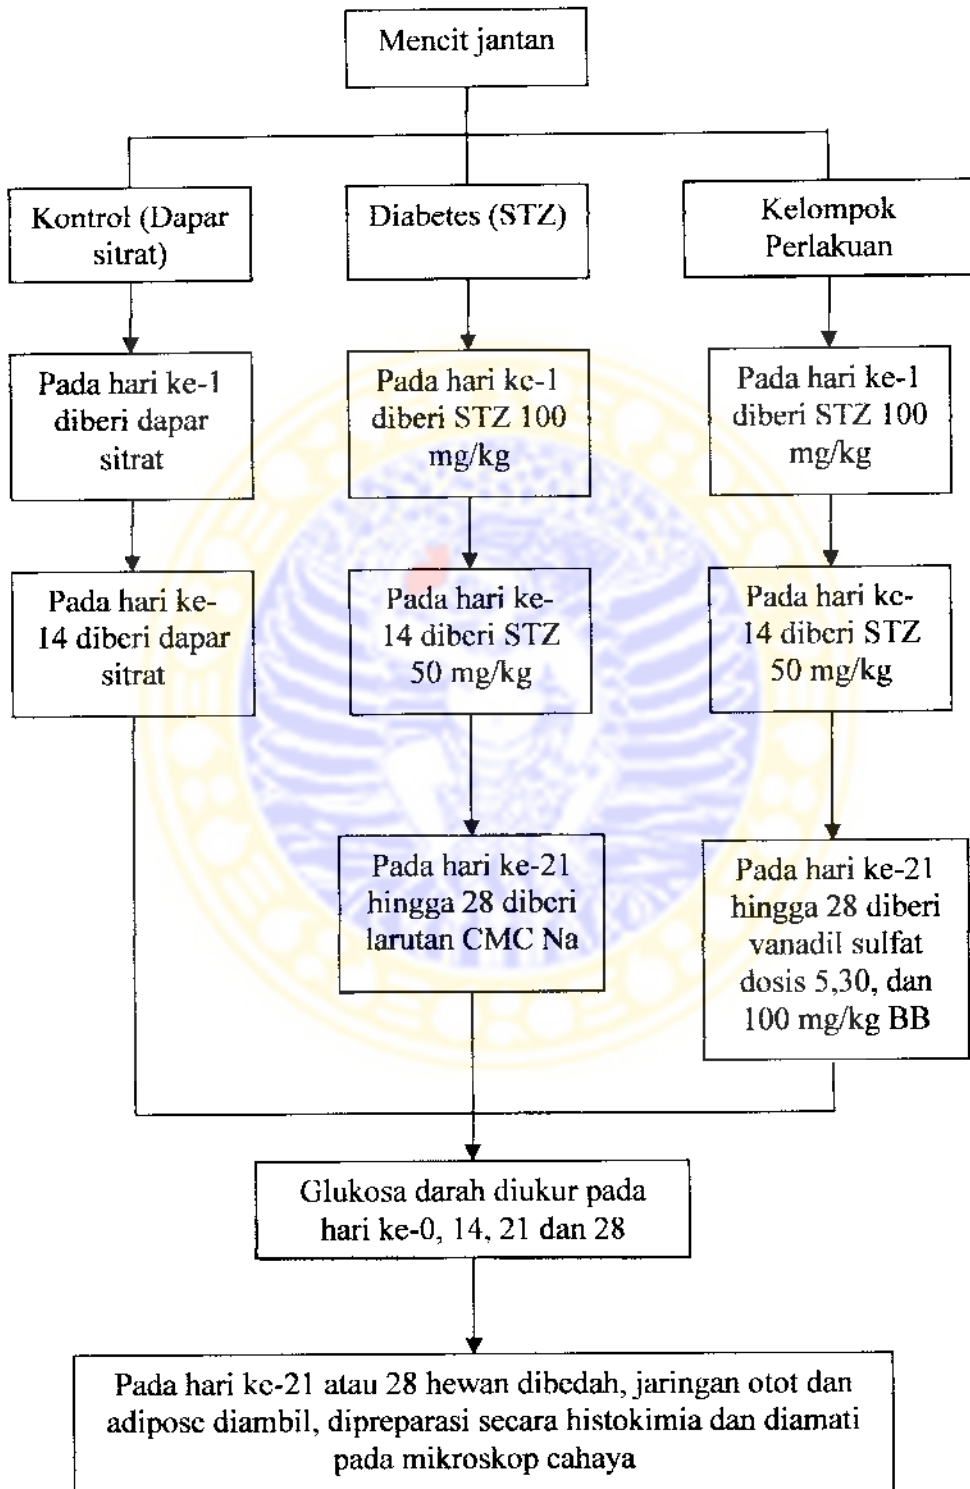 Mencit jantan
Kontrol (Dapar
sitrat)
Diabetes (STZ)
Kelompok
Perlakuan
Pada hari ke-1
diberi dapar
sitrat
Pada hari ke-1
diberi STZ 100
mg/kg
Pada hari ke-1
diberi STZ 100
mg/kg
Pada hari ke-
14 diberi dapar
sitrat
Pada hari ke-
14 diberi STZ
50 mg/kg
Pada hari ke-
14 diberi STZ
50 mg/kg
Pada hari ke-21
hingga 28 diberi
larutan CMC Na
Pada hari ke-21
hingga 28 diberi
vanadil sulfat
dosis 5,30, dan
100 mg/kg BB
Glukosa darah diukur pada
hari ke-0, 14, 21 dan 28
Pada hari ke-21 atau 28 hewan dibedah, jaringan otot dan
adipose diambil, dipreparasi secara histokimia dan diamati
pada mikroskop cahaya